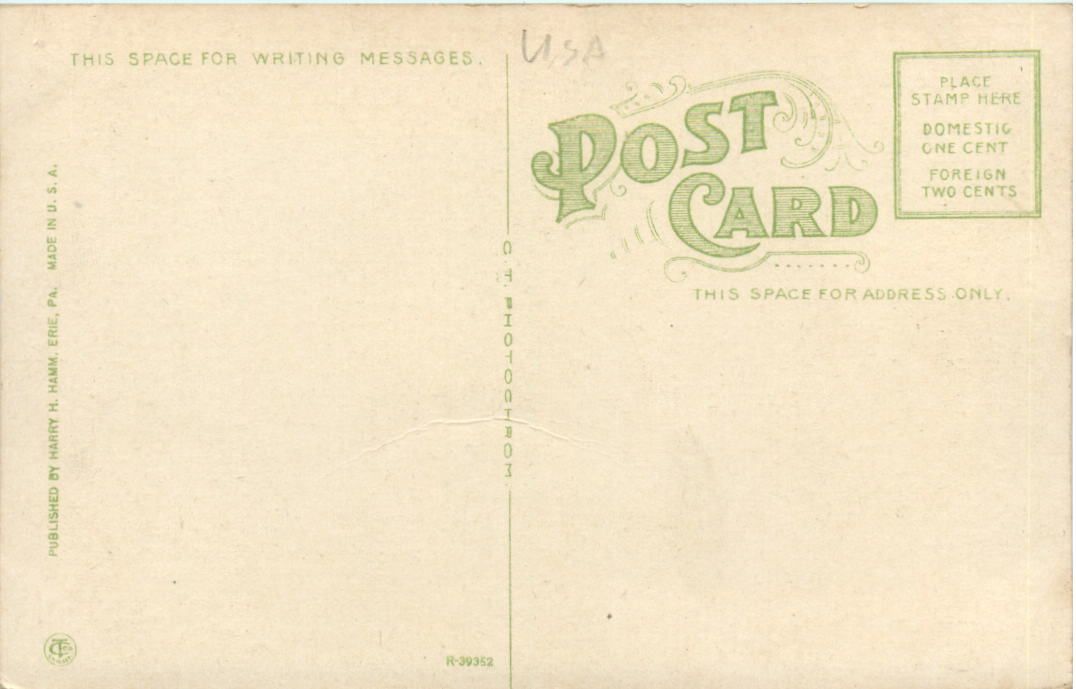 THIS SPACE FOR WRITING MESSAGES.
USA
POST
CARD
PLACE
STAMP HERE
DOMESTIC
ONE CENT
FOREIGN
TWO CENTS
THIS SPACE FOR ADDRESS ONLY.
C. T. PHOTOCHROM
PUBLISHED BY HARRY H. HAMM, ERIE, PA. MADE IN U. S. A.
R-39352